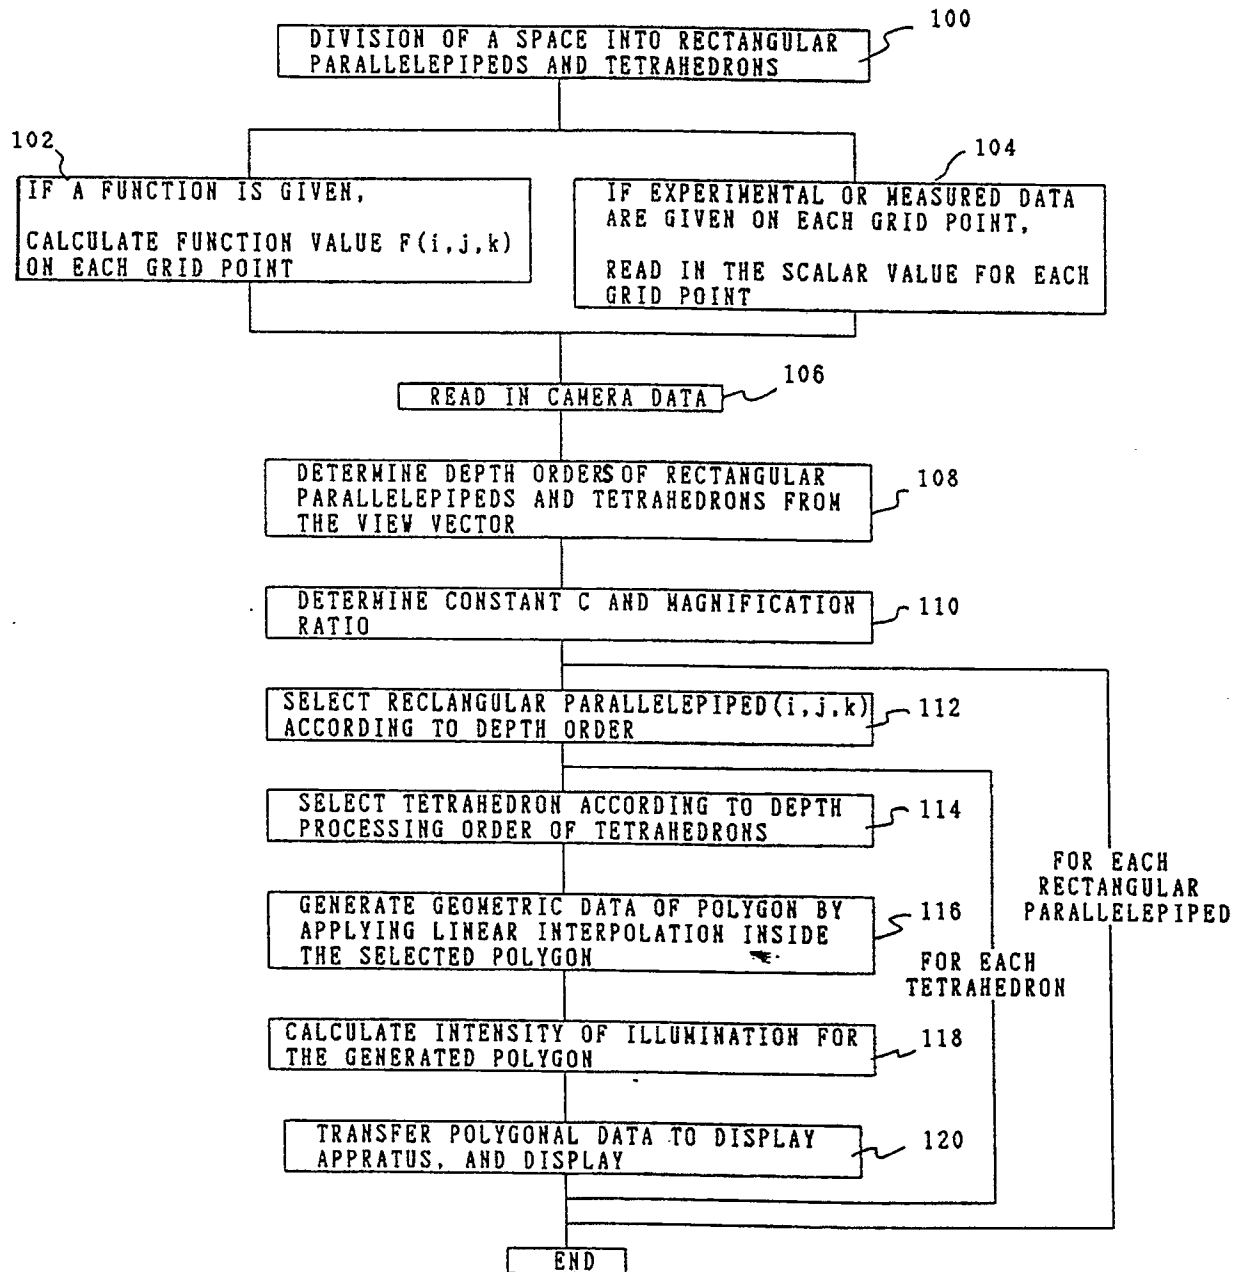 100
DIVISION OF A SPACE INTO RECTANGULAR
PARALLELEPIPEDS AND TETRAHEDRONS
102
IF A FUNCTION IS GIVEN,
CALCULATE FUNCTION VALUE F(i,j,k)
ON EACH GRID POINT
104
IF EXPERIMENTAL OR MEASURED DATA
ARE GIVEN ON EACH GRID POINT,
READ IN THE SCALAR VALUE FOR EACH
GRID POINT
106
READ IN CAMERA DATA
DETERMINE DEPTH ORDERS OF RECTANGULAR
PARALLELEPIPEDS AND TETRAHEDRONS FROM
THE VIEW VECTOR
108
DETERMINE CONSTANT C AND MAGNIFICATION
RATIO
110
SELECT RECLANGULAR PARALLELEPIPED(i,j,k)
ACCORDING TO DEPTH ORDER
112
SELECT TETRAHEDRON ACCORDING TO DEPTH
PROCESSING ORDER OF TETRAHEDRONS
114
GENERATE GEOMETRIC DATA OF POLYGON BY
APPLYING LINEAR INTERPOLATION INSIDE
THE SELECTED POLYGON
116
FOR EACH
RECTANGULAR
PARALLELEPIPED
FOR EACH
TETRAHEDRON
CALCULATE INTENSITY OF ILLUMINATION FOR
THE GENERATED POLYGON
118
TRANSFER POLYGONAL DATA TO DISPLAY
APPRATUS, AND DISPLAY
120
END